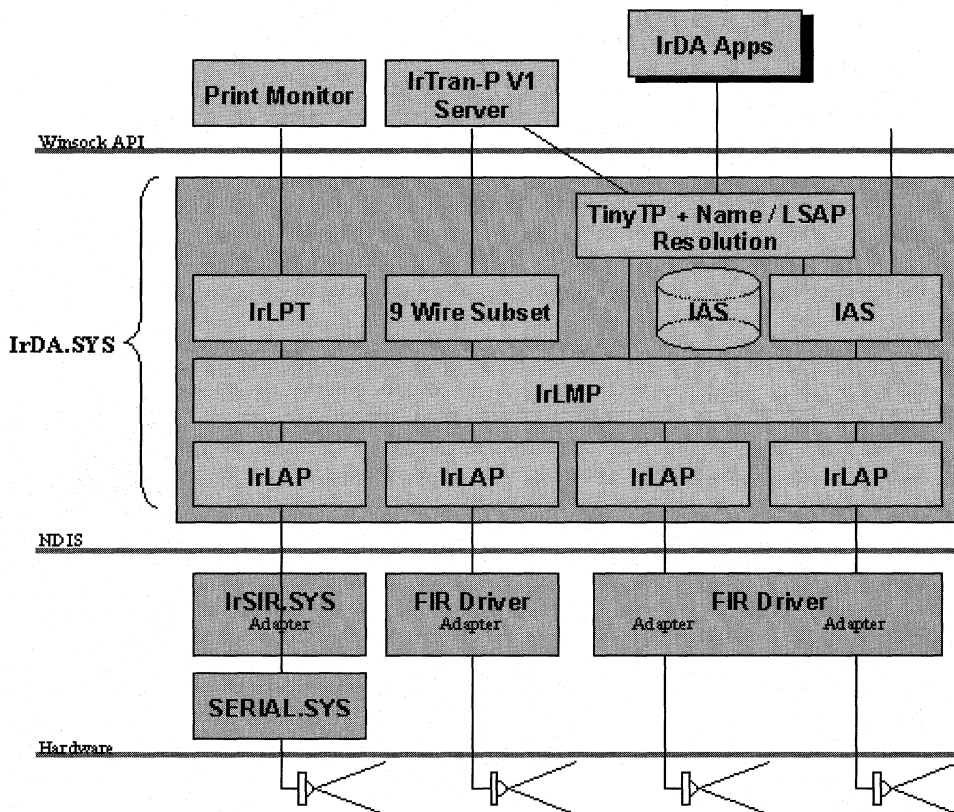 IrDA Apps
Print Monitor
IrTran-P V1
Server
Winsock API
TinyTP + Name / LSAP
Resolution
IrLPT
9 Wire Subset
IAS
IAS
IrDA.SYS
IrLMP
IrLAP
IrLAP
IrLAP
IrLAP
NDIS
IrSIR.SYS
Adapter
FIR Driver
Adapter
FIR Driver
Adapter
Adapter
SERIAL.SYS
Hardware